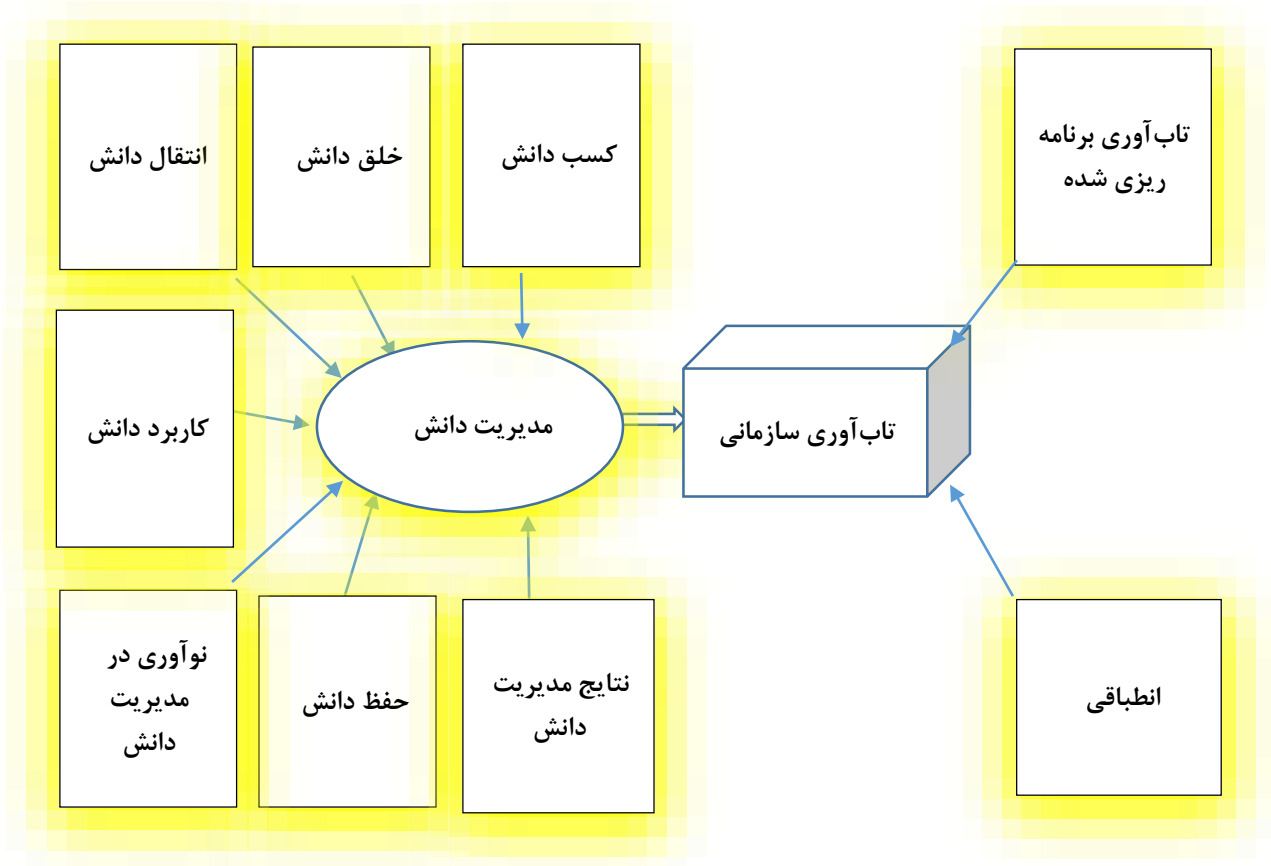 تاب‌آوری برنامه
ریزی شده
کسب دانش
خلق دانش
انتقال دانش
کاربرد دانش
مدیریت دانش
تاب‌آوری سازمانی
نوآوری در
مدیریت
دانش
حفظ دانش
نتایج مدیریت
دانش
انطباقی